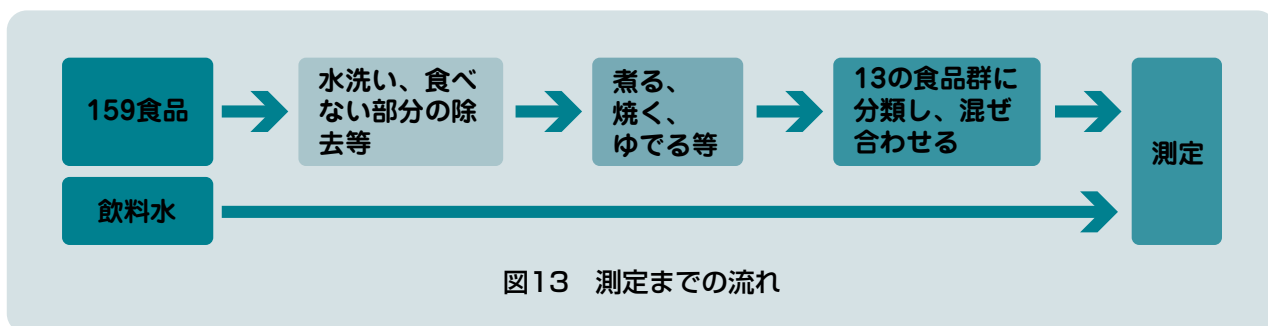 159食品
水洗い、食べ
ない部分の除
去等
煮る、
焼く、
ゆでる等
13の食品群に
分類し、混ぜ
合わせる
測定
飲料水
図13　測定までの流れ